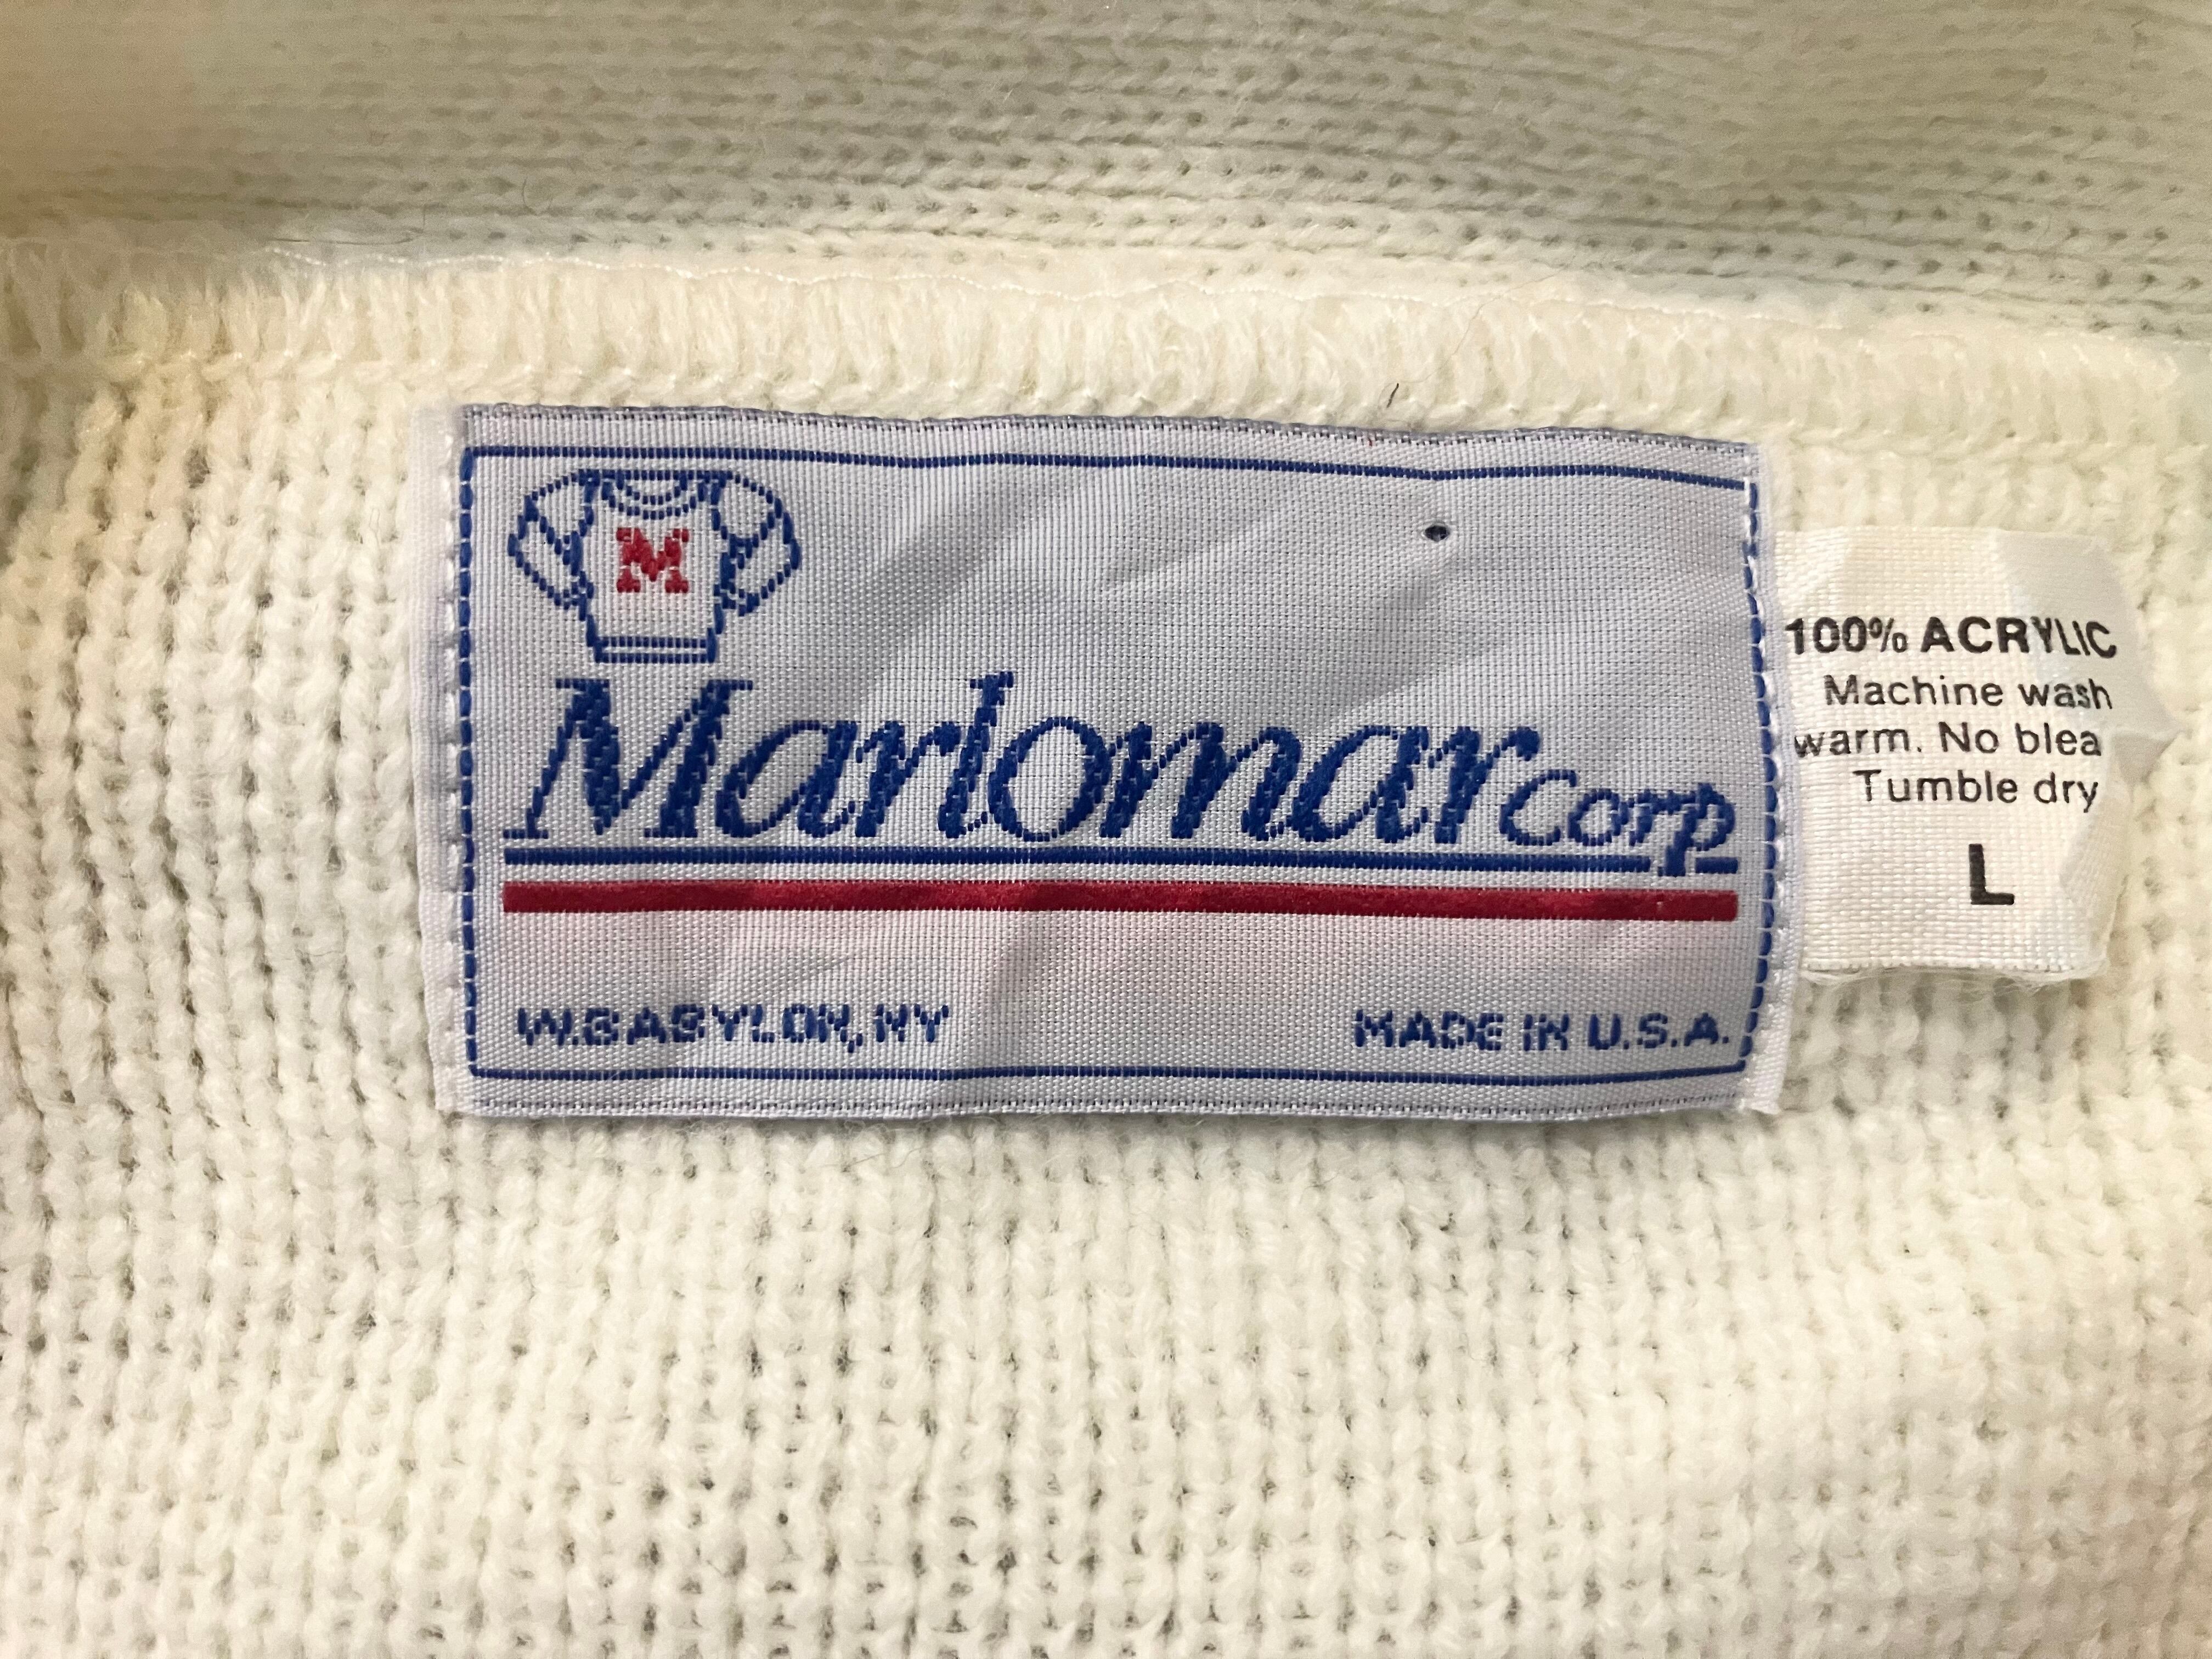 M
Marlomar Corp
W.BABYLON, NY
MADE IN U.S.A.
100% ACRYLIC
Machine wash
warm. No blea
Tumble dry
L